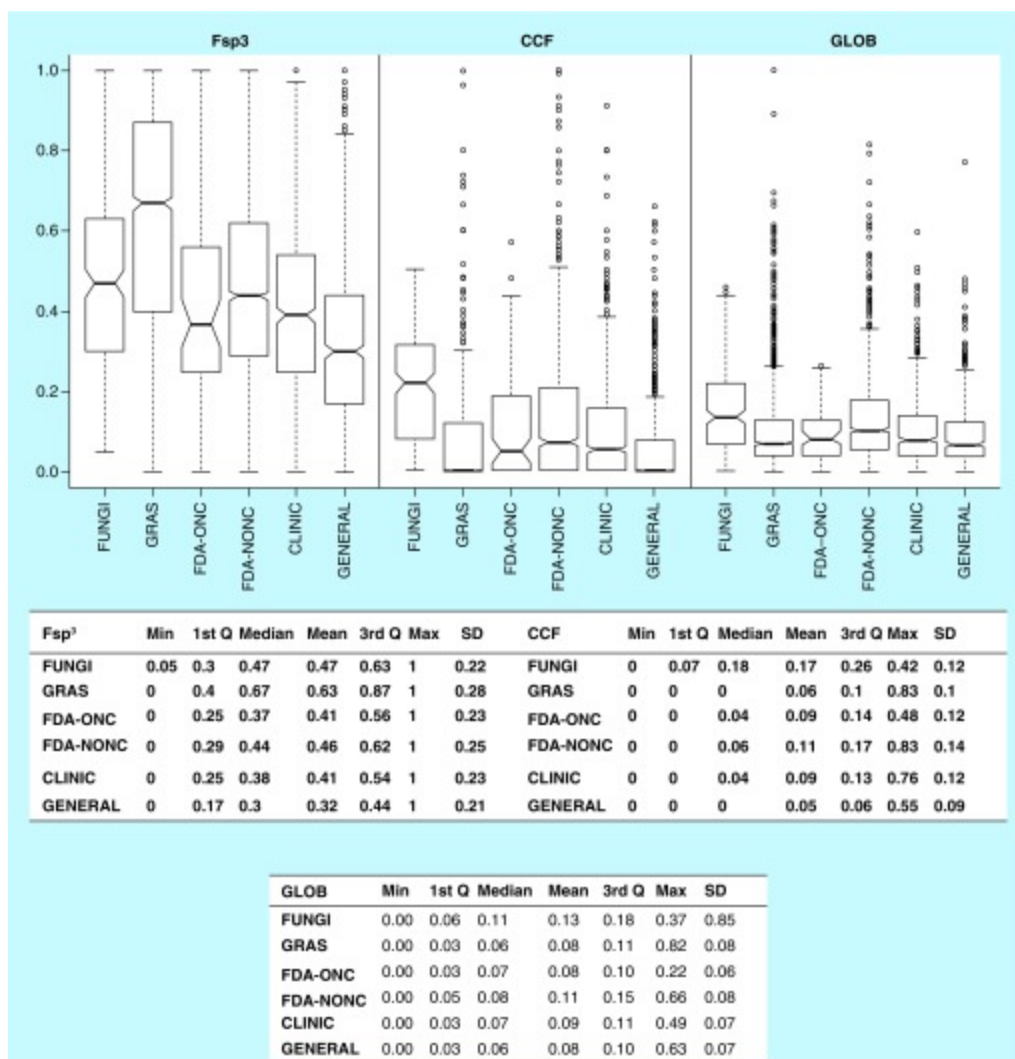 Fsp3 CCF GLOB
1.0
0.8
0.6
0.4
0.2
0.0
FUNGI GRAS FDA-ONC FDA-NONC CLINIC GENERAL FUNGI GRAS FDA-ONC FDA-NONC CLINIC GENERAL FUNGI GRAS FDA-ONC FDA-NONC CLINIC GENERAL
Fsp³ Min 1st Q Median Mean 3rd Q Max SD CCF Min 1st Q Median Mean 3rd Q Max SD
FUNGI 0.05 0.3 0.47 0.47 0.63 1 0.22 FUNGI 0 0.07 0.18 0.17 0.26 0.42 0.12
GRAS 0 0.4 0.67 0.63 0.87 1 0.28 GRAS 0 0 0 0.06 0.1 0.83 0.1
FDA-ONC 0 0.25 0.37 0.41 0.56 1 0.23 FDA-ONC 0 0 0.04 0.09 0.14 0.48 0.12
FDA-NONC 0 0.29 0.44 0.46 0.62 1 0.25 FDA-NONC 0 0 0.06 0.11 0.17 0.83 0.14
CLINIC 0 0.25 0.38 0.41 0.54 1 0.23 CLINIC 0 0 0.04 0.09 0.13 0.76 0.12
GENERAL 0 0.17 0.3 0.32 0.44 1 0.21 GENERAL 0 0 0 0.05 0.06 0.55 0.09
GLOB Min 1st Q Median Mean 3rd Q Max SD
FUNGI 0.00 0.06 0.11 0.13 0.18 0.37 0.85
GRAS 0.00 0.03 0.06 0.08 0.11 0.82 0.08
FDA-ONC 0.00 0.03 0.07 0.08 0.10 0.22 0.06
FDA-NONC 0.00 0.05 0.08 0.11 0.15 0.66 0.08
CLINIC 0.00 0.03 0.07 0.09 0.11 0.49 0.07
GENERAL 0.00 0.03 0.06 0.08 0.10 0.63 0.07